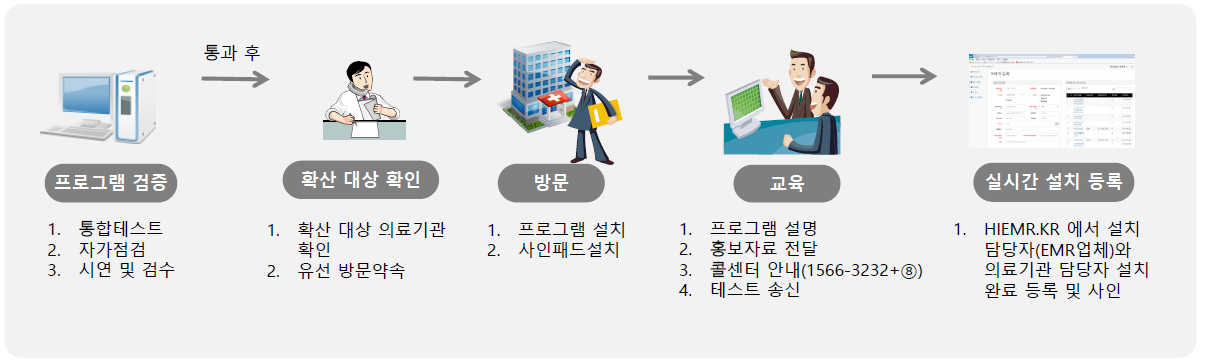 통과 후
프로그램 검증
1. 통합테스트
2. 자가점검
3. 시연 및 검수
확산 대상 확인
1. 확산 대상 의료기관
확인
2. 유선 방문약속
방문
1. 프로그램 설치
2. 사인패드설치
교육
1. 프로그램 설명
2. 홍보자료 전달
3. 콜센터 안내(1566-3232+⑧)
4. 테스트 송신
실시간 설치 등록
1. HIEMR.KR 에서 설치
담당자(EMR업체)와
의료기관 담당자 설치
완료 등록 및 사인